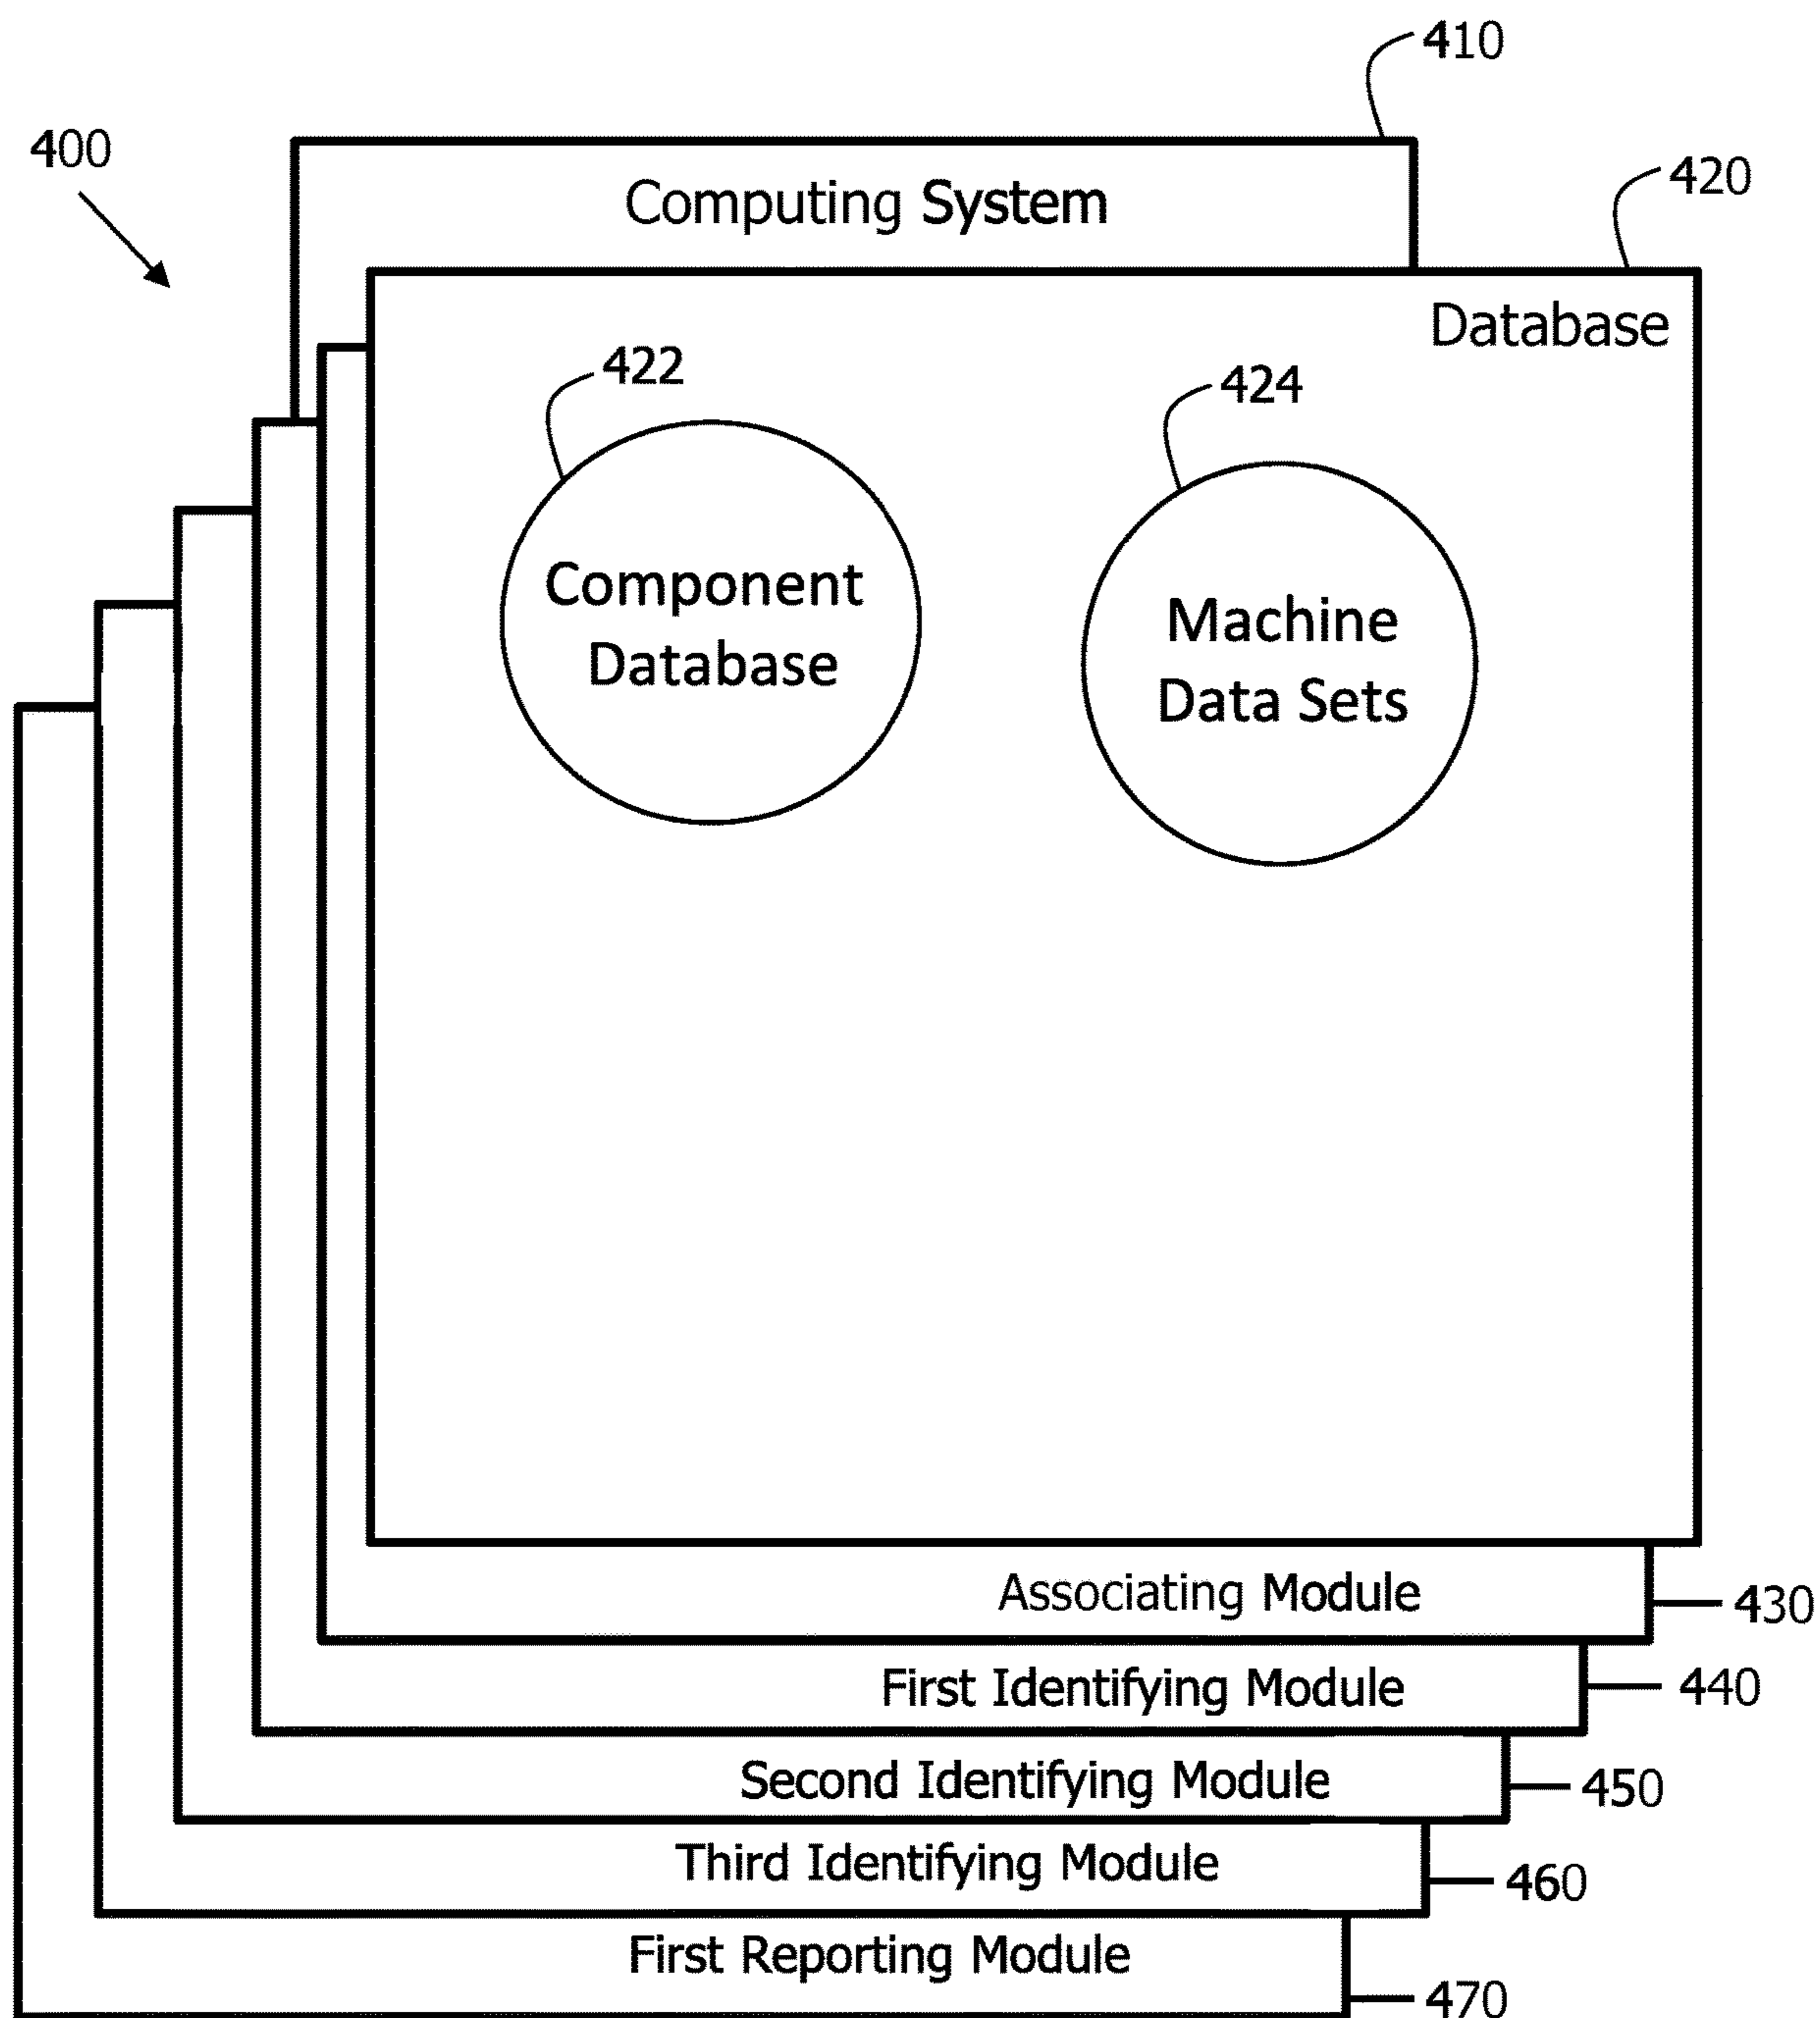 410
400
Computing System
420
Database
422
424
Component
Database
Machine
Data Sets
Associating Module
430
First Identifying Module
440
Second Identifying Module
450
Third Identifying Module
460
First Reporting Module
470